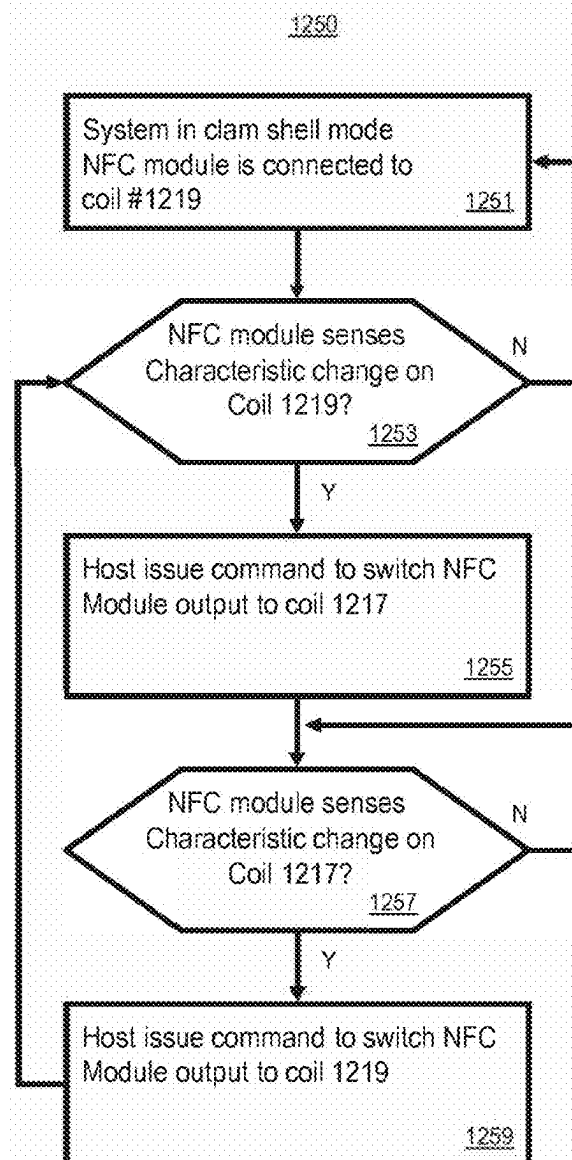 1250
System in clam shell mode
NFC module is connected to
coil #1219
1251
NFC module senses
Characteristic change on
Coil 1219?
1253
N
Y
Host issue command to switch NFC
Module output to coil 1217
1255
NFC module senses
Characteristic change on
Coil 1217?
1257
N
Y
Host issue command to switch NFC
Module output to coil 1219
1259